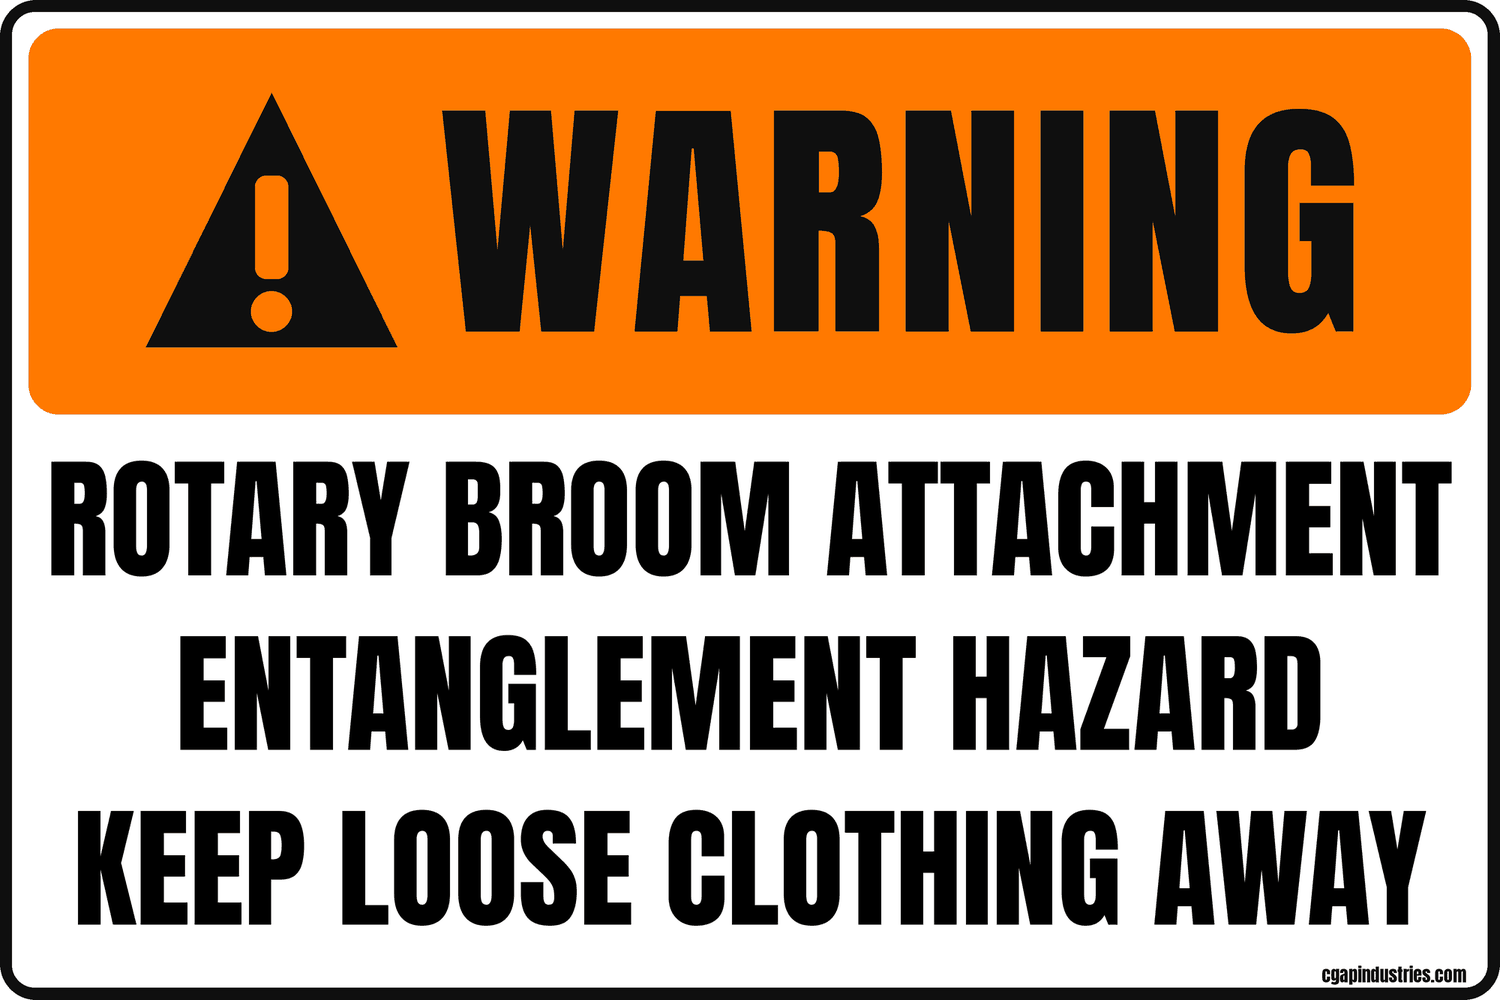 WARNING
ROTARY BROOM ATTACHMENT
ENTANGLEMENT HAZARD
KEEP LOOSE CLOTHING AWAY
cgapindustries.com